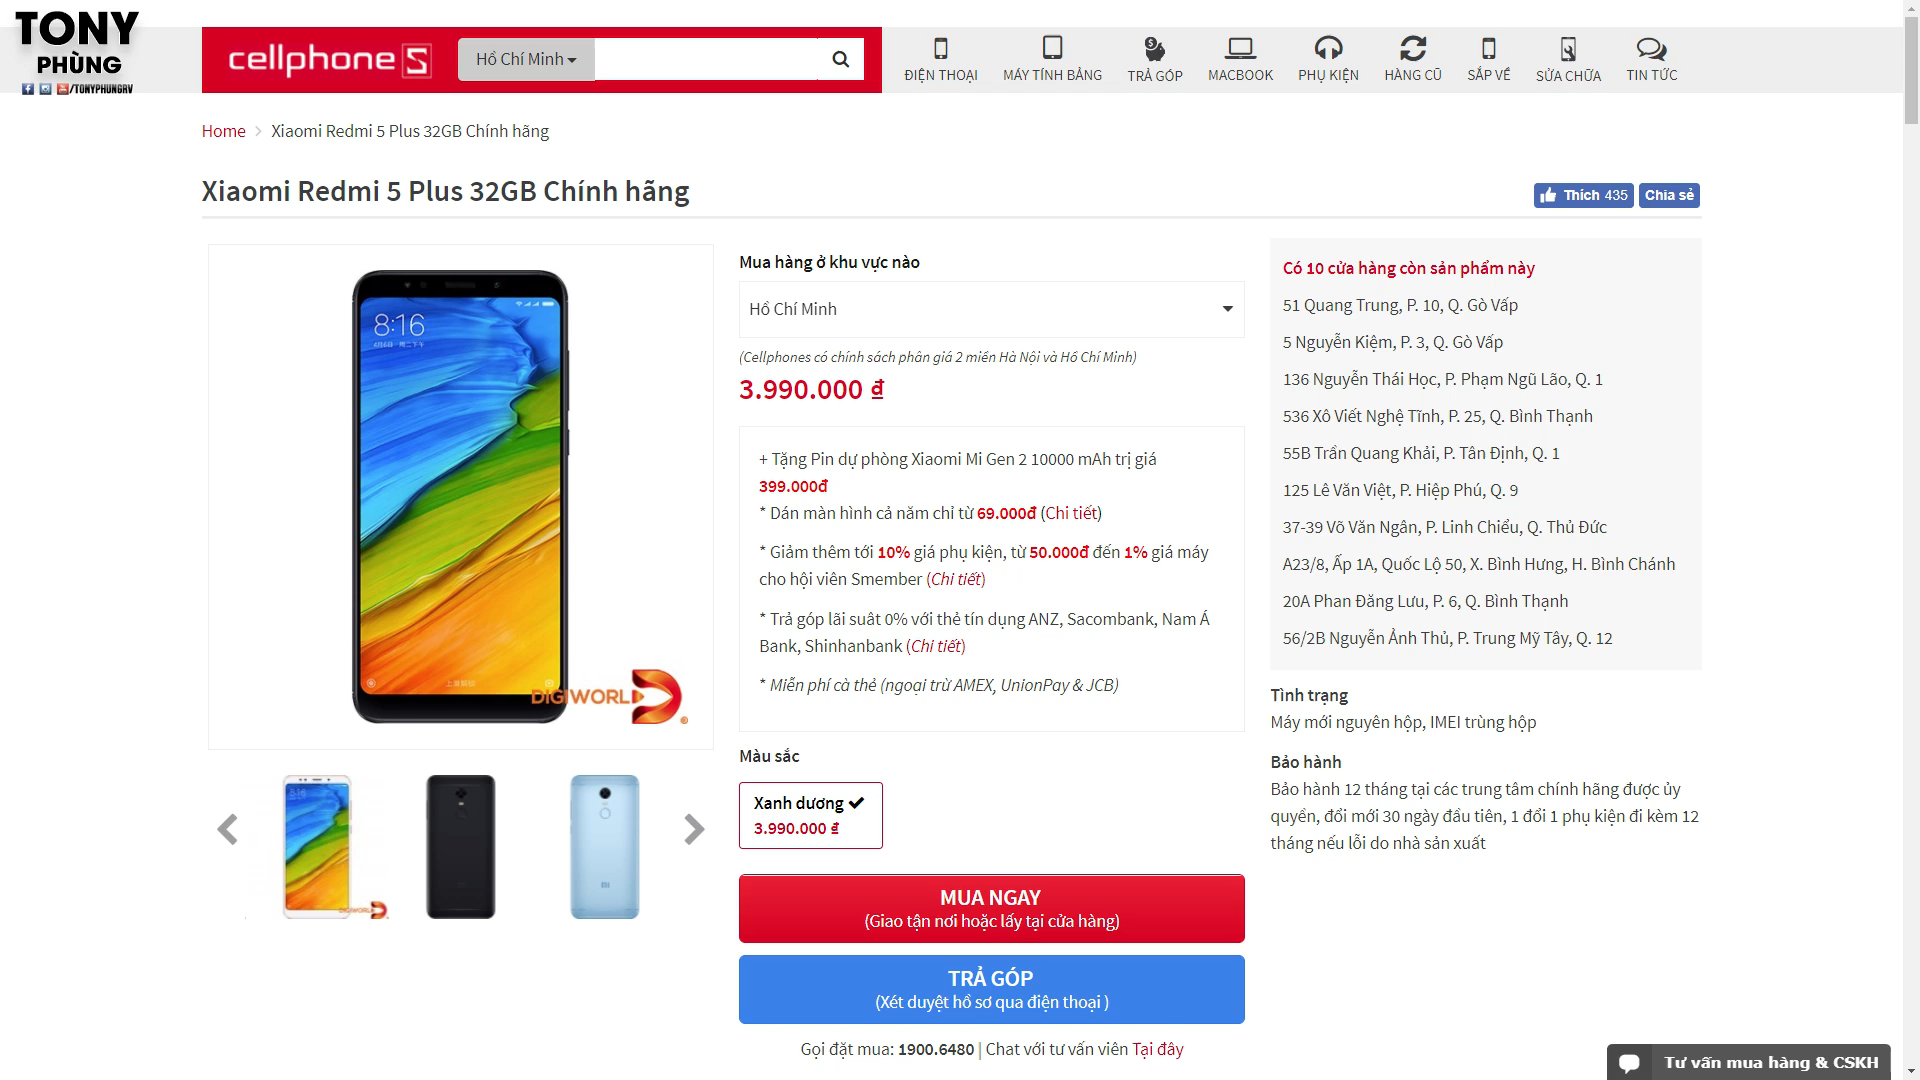 TONY
PHÙNG
/TONYPHUNGRV
cellphoneS
Hồ Chí Minh
ĐIỆN THOẠI
MÁY TÍNH BẢNG
TRẢ GÓP
MACBOOK
PHỤ KIỆN
HÀNG CŨ
SẮP VỀ
SỬA CHỮA
TIN TỨC
Home > Xiaomi Redmi 5 Plus 32GB Chính hãng
Xiaomi Redmi 5 Plus 32GB Chính hãng
Thích 435
Chia sẻ
8:16
DIGIWORLD
Mua hàng ở khu vực nào
Hồ Chí Minh
(Cellphones có chính sách phân giá 2 miền Hà Nội và Hồ Chí Minh)
3.990.000 ₫
+ Tặng Pin dự phòng Xiaomi Mi Gen 2 10000 mAh trị giá
399.000đ
* Dán màn hình cả năm chỉ từ 69.000đ (Chi tiết)
* Giảm thêm tới 10% giá phụ kiện, từ 50.000đ đến 1% giá máy
cho hội viên Smember (Chi tiết)
* Trả góp lãi suât 0% với thẻ tín dụng ANZ, Sacombank, Nam Á
Bank, Shinhanbank (Chi tiết)
* Miễn phí cà thẻ (ngoại trừ AMEX, UnionPay & JCB)
Màu sắc
Xanh dương ✔
3.990.000 ₫
MUA NGAY
(Giao tận nơi hoặc lấy tại cửa hàng)
TRẢ GÓP
(Xét duyệt hồ sơ qua điện thoại )
Gọi đặt mua: 1900.6480 | Chat với tư vấn viên Tại đây
Có 10 cửa hàng còn sản phẩm này
51 Quang Trung, P. 10, Q. Gò Vấp
5 Nguyễn Kiệm, P. 3, Q. Gò Vấp
136 Nguyễn Thái Học, P. Phạm Ngũ Lão, Q. 1
536 Xô Viết Nghệ Tĩnh, P. 25, Q. Bình Thạnh
55B Trần Quang Khải, P. Tân Định, Q. 1
125 Lê Văn Việt, P. Hiệp Phú, Q. 9
37-39 Võ Văn Ngân, P. Linh Chiểu, Q. Thủ Đức
A23/8, Ấp 1A, Quốc Lộ 50, X. Bình Hưng, H. Bình Chánh
20A Phan Đăng Lưu, P. 6, Q. Bình Thạnh
56/2B Nguyễn Ảnh Thủ, P. Trung Mỹ Tây, Q. 12
Tình trạng
Máy mới nguyên hộp, IMEI trùng hộp
Bảo hành
Bảo hành 12 tháng tại các trung tâm chính hãng được ủy
quyền, đổi mới 30 ngày đầu tiên, 1 đổi 1 phụ kiện đi kèm 12
tháng nếu lỗi do nhà sản xuất
8:16
DIGIWORLD
Tư vấn mua hàng & CSKH